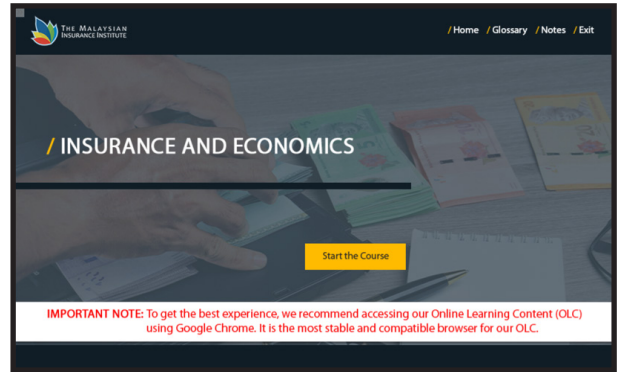 THE MALAYSIAN
INSURANCE INSTITUTE
/ Home / Glossary / Notes / Exit
/ INSURANCE AND ECONOMICS
Start the Course
IMPORTANT NOTE: To get the best experience, we recommend accessing our Online Learning Content (OLC)
using Google Chrome. It is the most stable and compatible browser for our OLC.